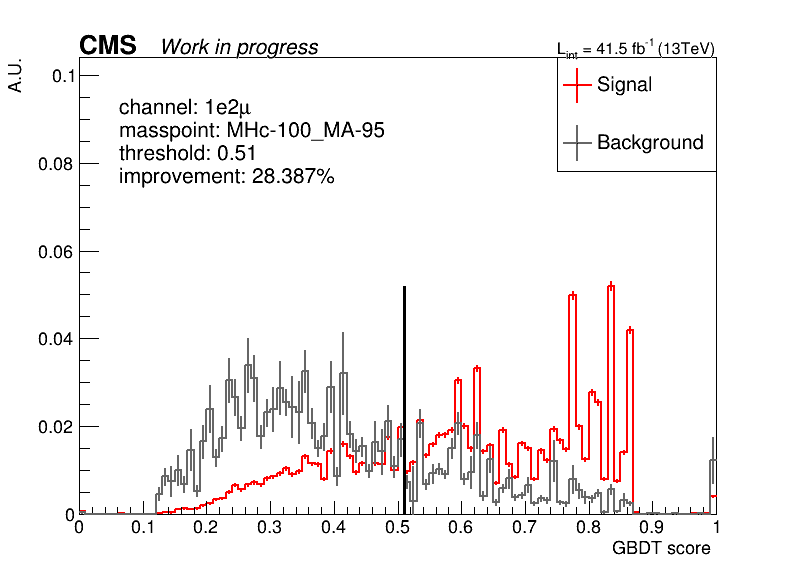 CMS Work in progress
L_int = 41.5 fb⁻¹ (13TeV)
A.U.
Signal
Background
channel: 1e2μ
masspoint: MHc-100_MA-95
threshold: 0.51
improvement: 28.387%
0.1
0.08
0.06
0.04
0.02
0
0 0.1 0.2 0.3 0.4 0.5 0.6 0.7 0.8 0.9 1
GBDT score